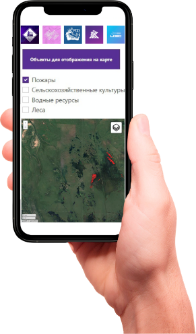 Объекты для отображения на карте
Пожары
Сельскохозяйственные культуры
Водные ресурсы
Леса